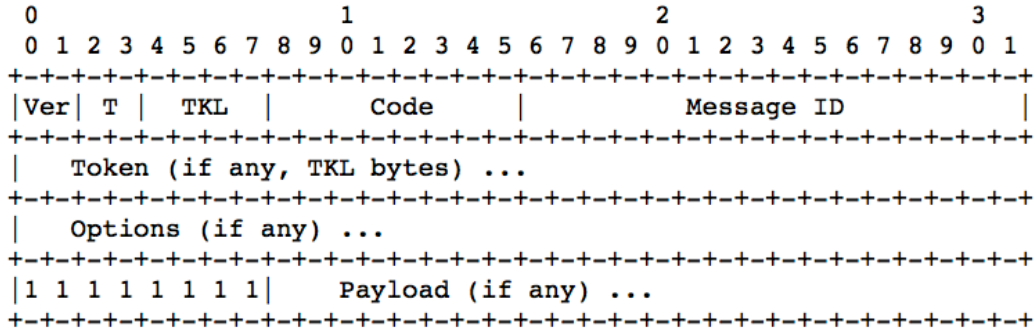 0                   1                   2                   3
 0 1 2 3 4 5 6 7 8 9 0 1 2 3 4 5 6 7 8 9 0 1 2 3 4 5 6 7 8 9 0 1
+-+-+-+-+-+-+-+-+-+-+-+-+-+-+-+-+-+-+-+-+-+-+-+-+-+-+-+-+-+-+-+-+
|Ver| T |  TKL  |      Code     |          Message ID           |
+-+-+-+-+-+-+-+-+-+-+-+-+-+-+-+-+-+-+-+-+-+-+-+-+-+-+-+-+-+-+-+-+
|   Token (if any, TKL bytes) ...
+-+-+-+-+-+-+-+-+-+-+-+-+-+-+-+-+-+-+-+-+-+-+-+-+-+-+-+-+-+-+-+-+
|   Options (if any) ...
+-+-+-+-+-+-+-+-+-+-+-+-+-+-+-+-+-+-+-+-+-+-+-+-+-+-+-+-+-+-+-+-+
|1 1 1 1 1 1 1 1|    Payload (if any) ...
+-+-+-+-+-+-+-+-+-+-+-+-+-+-+-+-+-+-+-+-+-+-+-+-+-+-+-+-+-+-+-+-+